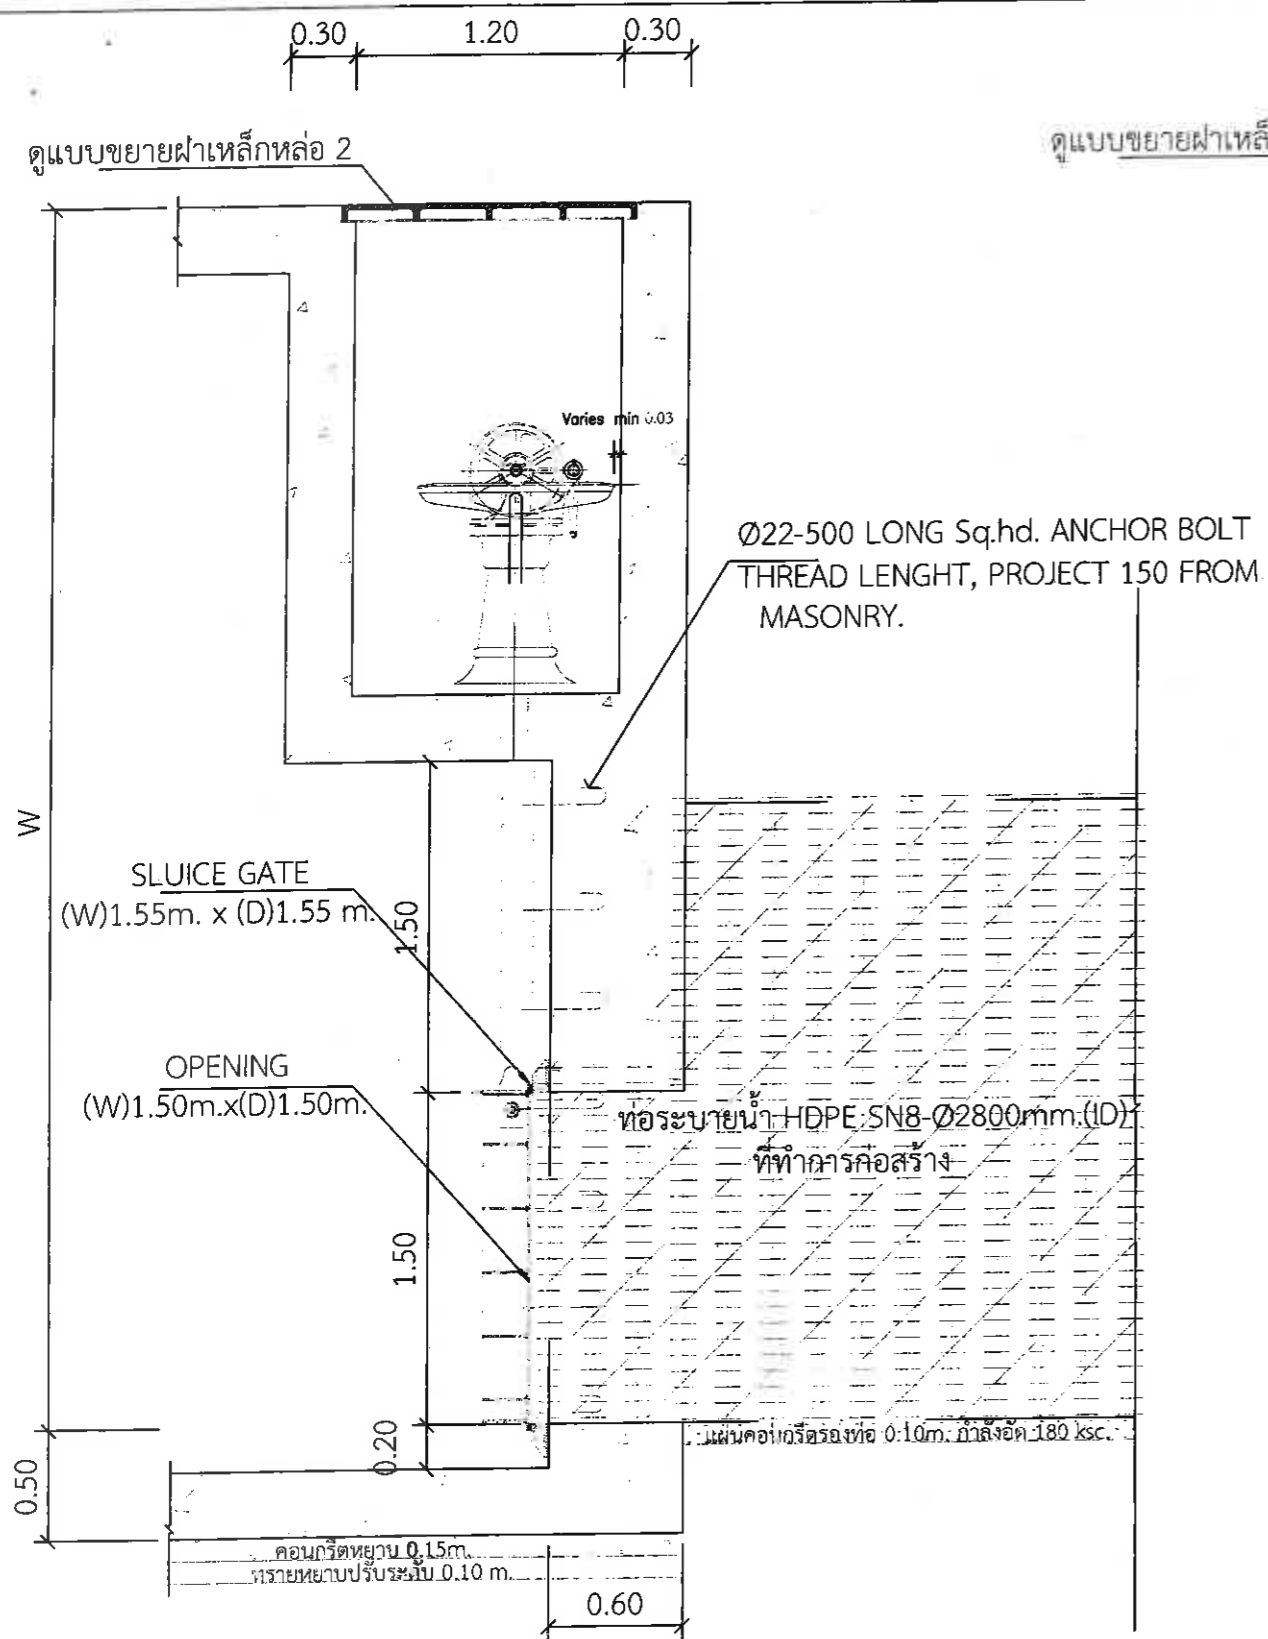 0.30 1.20 0.30
ดูแบบขยายฝาเหล็กหล่อ 2
ดูแบบขยายฝาเหล็
Varies min 0.03
Ø22-500 LONG Sq.hd. ANCHOR BOLT
THREAD LENGHT, PROJECT 150 FROM
MASONRY.
W
SLUICE GATE
(W)1.55m. x (D)1.55 m.
1.50
OPENING
(W)1.50m.x(D)1.50m.
ท่อระบายน้ำ HDPE SN8-Ø2800mm.(ID)
ที่ทำการก่อสร้าง
1.50
0.20
แผ่นคอนกรีตรองท่อ 0.10m. กำลังอัด 180 ksc.
0.50
คอนกรีตหยาบ 0.15m.
ทรายหยาบปรับระดับ 0.10 m.
0.60